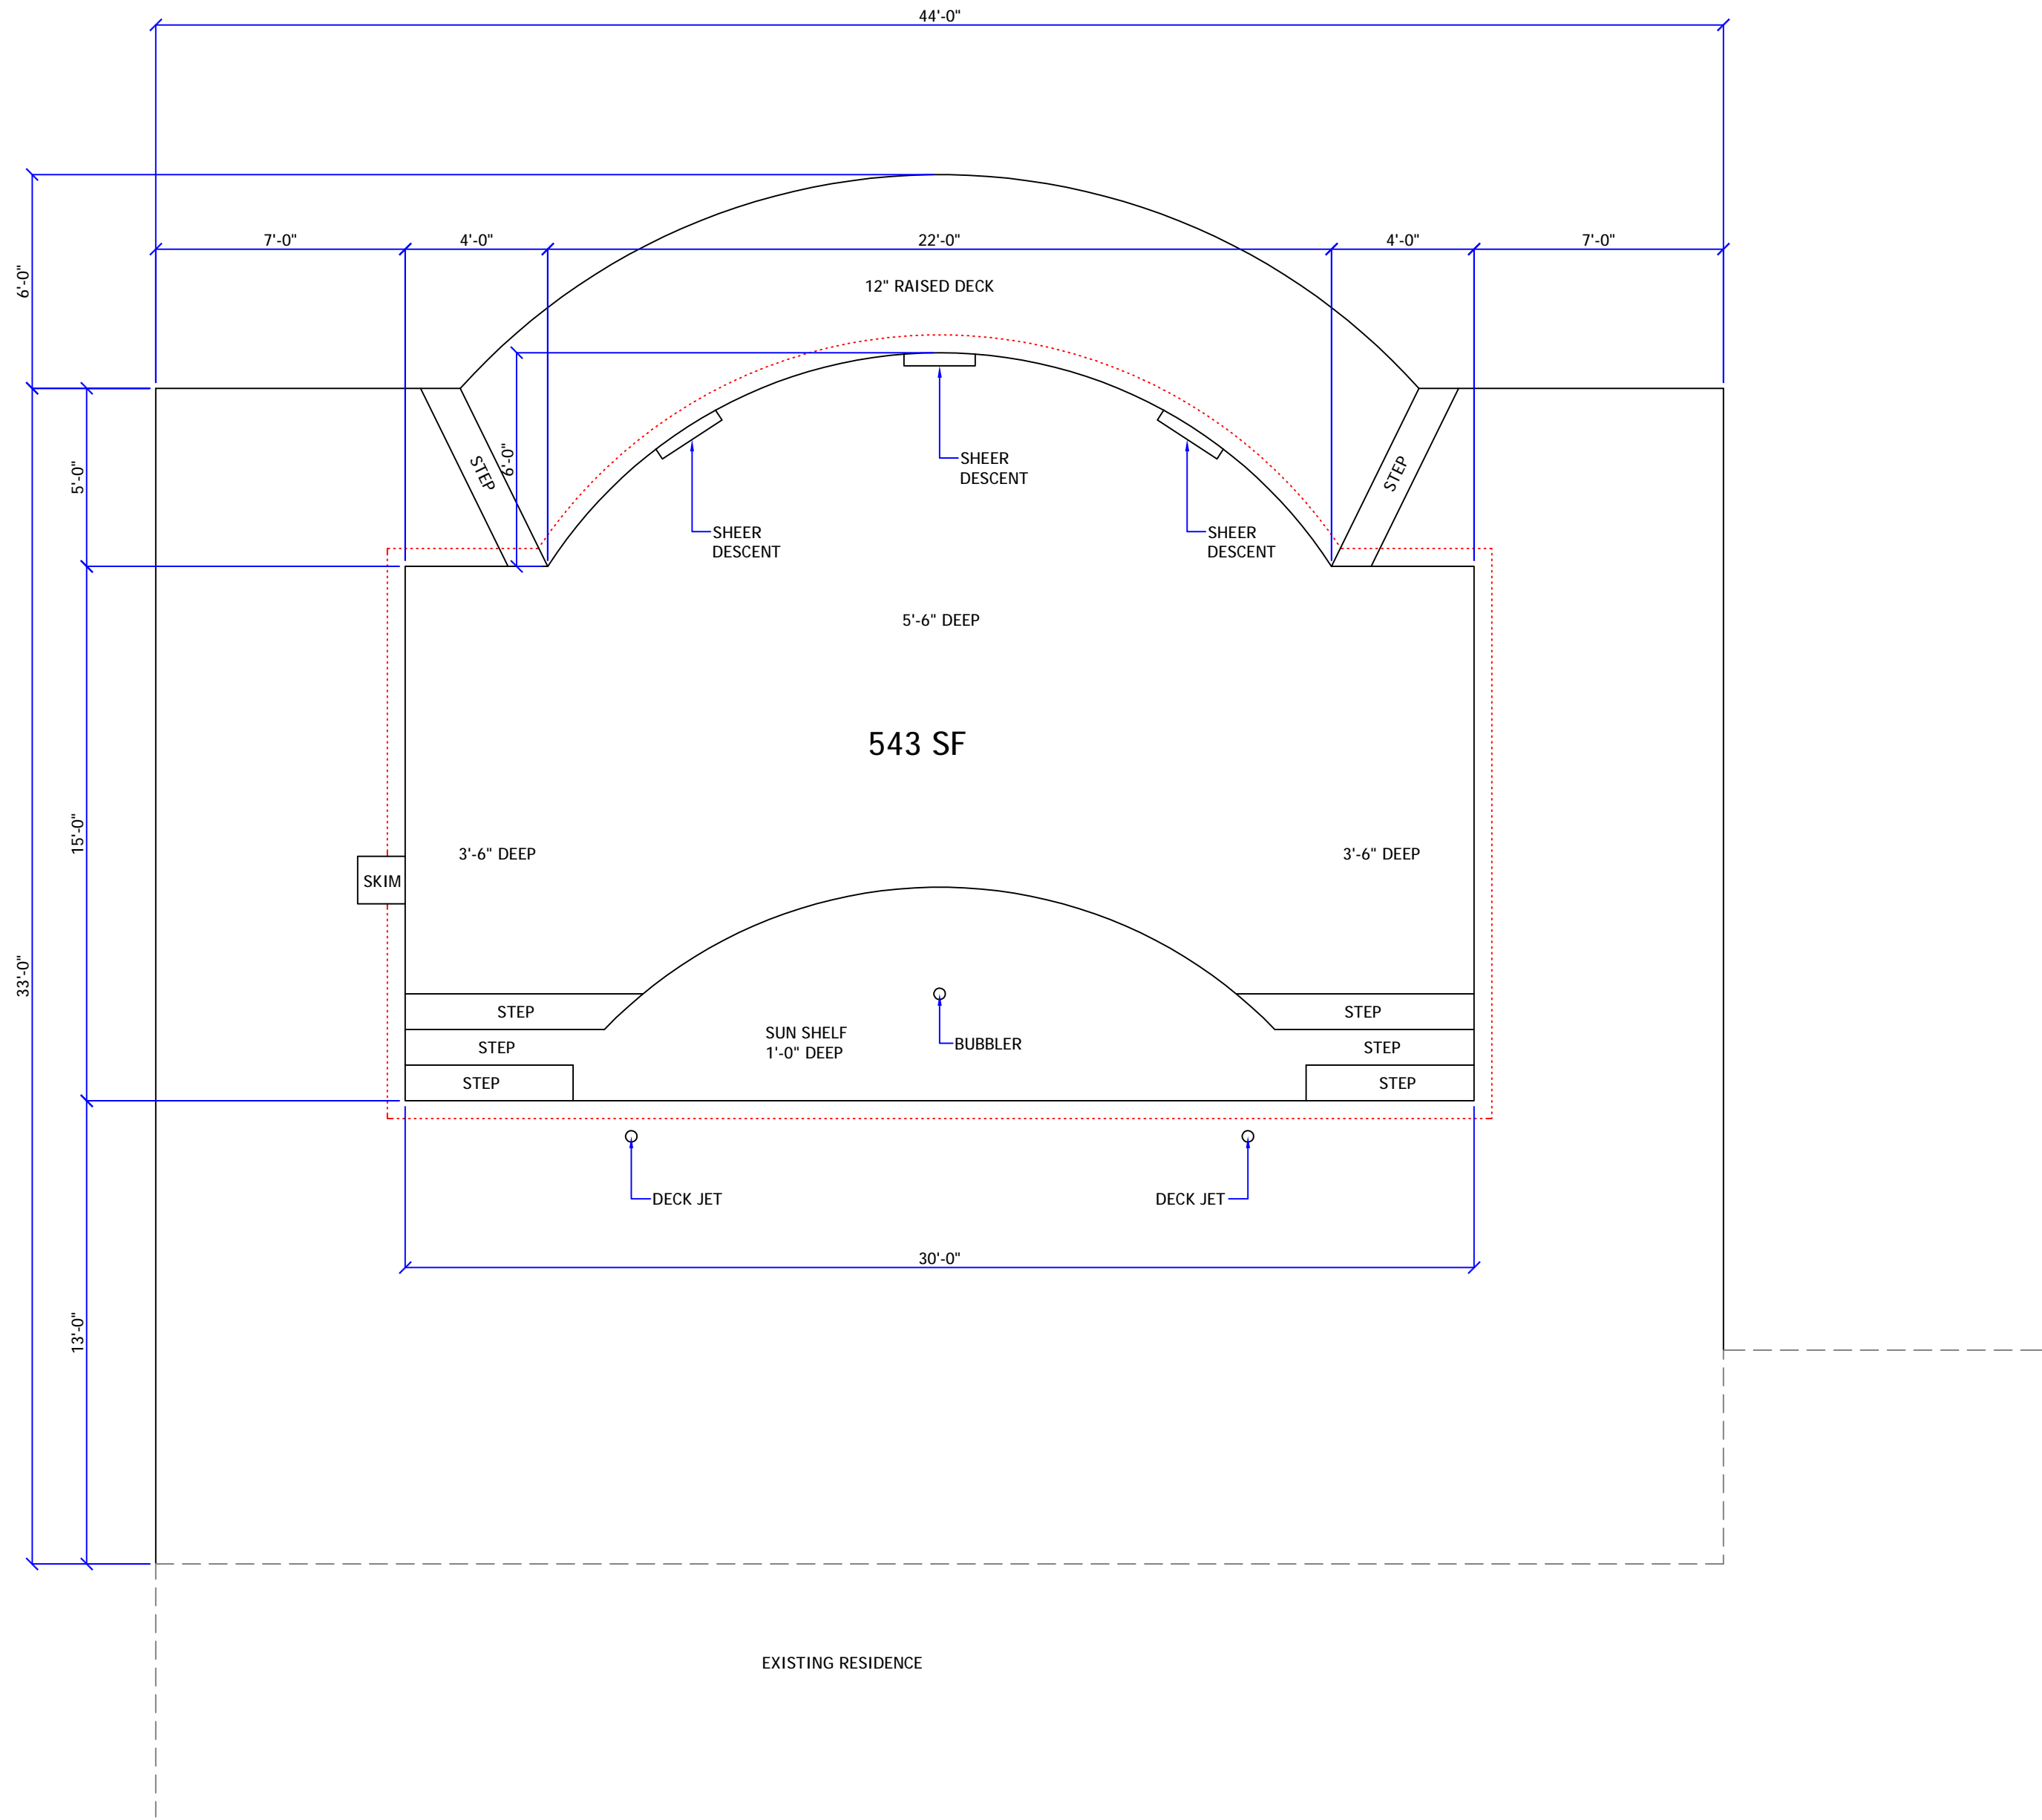 44'-0"
7'-0"
4'-0"
22'-0"
4'-0"
7'-0"
6'-0"
12" RAISED DECK
5'-0"
STEP
6'-0"
SHEER
DESCENT
STEP
SHEER
DESCENT
SHEER
DESCENT
5'-6" DEEP
543 SF
15'-0"
3'-6" DEEP
3'-6" DEEP
SKIM
33'-0"
STEP
STEP
SUN SHELF
1'-0" DEEP
BUBBLER
STEP
STEP
STEP
STEP
DECK JET
DECK JET
30'-0"
13'-0"
EXISTING RESIDENCE